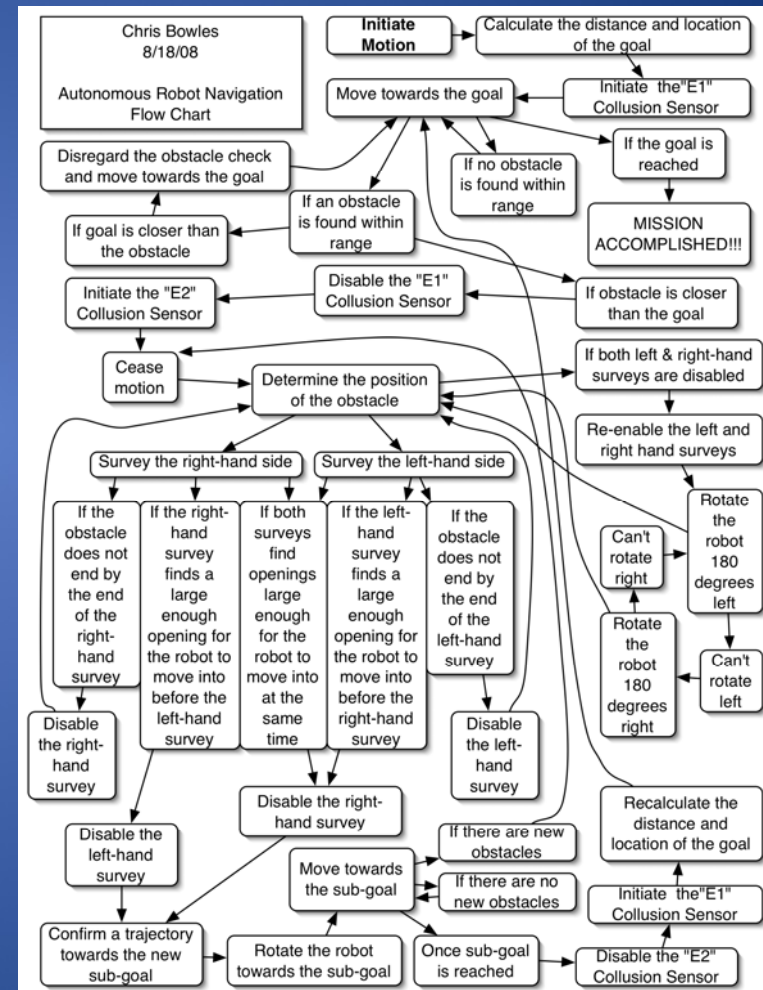 Chris Bowles
8/18/08
Autonomous Robot Navigation
Flow Chart
Initiate
Motion
Calculate the distance and location
of the goal
Move towards the goal
Initiate the"E1"
Collusion Sensor
Disregard the obstacle check
and move towards the goal
If no obstacle
is found within
range
If the goal is
reached
If goal is closer than
the obstacle
If an obstacle
is found within
range
MISSION
ACCOMPLISHED!!!
Initiate the "E2"
Collusion Sensor
Disable the "E1"
Collusion Sensor
If obstacle is closer
than the goal
Cease
motion
Determine the position
of the obstacle
If both left & right-hand
surveys are disabled
Re-enable the left and
right hand surveys
Survey the right-hand side
Survey the left-hand side
If the
obstacle
does not
end by
the end
of the
right-
hand
survey
If the right-
hand
survey
finds a
large
enough
opening for
the robot to
move into
before the
left-hand
survey
If both
surveys
find
openings
large
enough
for the
robot to
move into
at the
same
time
If the left-
hand
survey
finds a
large
enough
opening for
the robot to
move into
before the
right-hand
survey
If the
obstacle
does not
end by
the end
of the
left-hand
survey
Can't
rotate
right
Rotate
the
robot
180
degrees
left
Rotate
the
robot
180
degrees
right
Can't
rotate
left
Disable
the right-
hand
survey
Disable
the left-
hand
survey
Disable the right-
hand survey
Recalculate the
distance and
location of the goal
Disable the
left-hand
survey
Move towards
the sub-goal
If there are new
obstacles
If there are no
new obstacles
Initiate the"E1"
Collusion Sensor
Confirm a trajectory
towards the new
sub-goal
Rotate the robot
towards the sub-goal
Once sub-goal
is reached
Disable the "E2"
Collusion Sensor